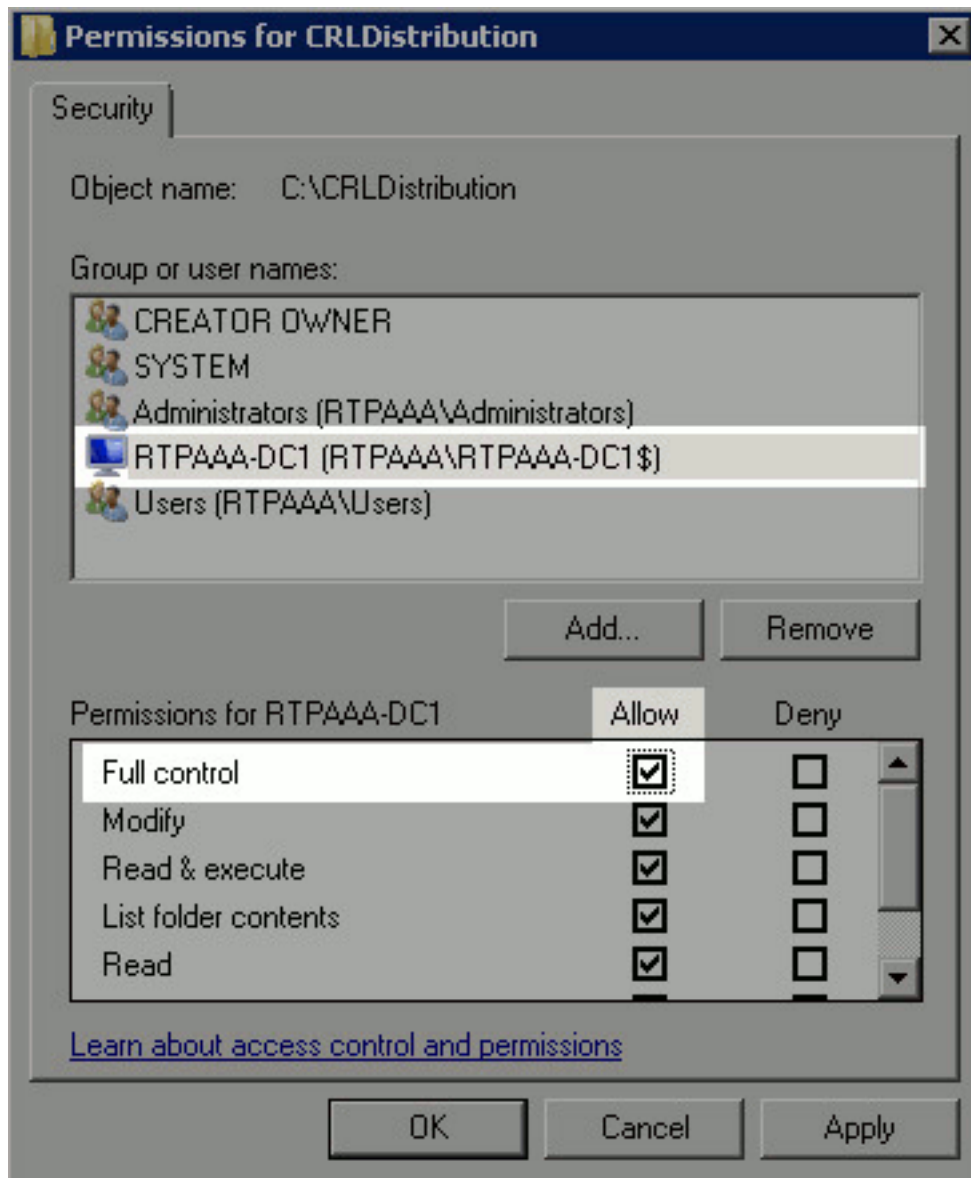 Permissions for CRLDistribution
Security
Object name: C:\CRLDistribution
Group or user names:
CREATOR OWNER
SYSTEM
Administrators (RTPAAA\Administrators)
RTPAAA-DC1 (RTPAAA\RTPAAA-DC1$)
Users (RTPAAA\Users)
Add... Remove
Permissions for RTPAAA-DC1 Allow Deny
Full control
Modify
Read & execute
List folder contents
Read
Learn about access control and permissions
OK Cancel Apply